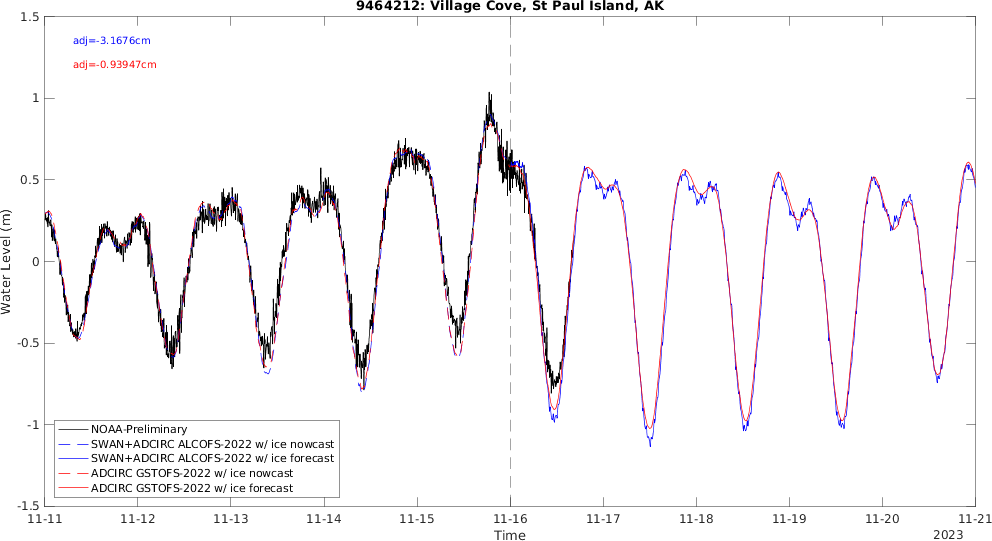 9464212: Village Cove, St Paul Island, AK
1.5
adj=-3.1676cm
adj=-0.93947cm
1
0.5
Water Level (m)
0
-0.5
-1
NOAA-Preliminary
SWAN+ADCIRC ALCOFS-2022 w/ ice nowcast
SWAN+ADCIRC ALCOFS-2022 w/ ice forecast
ADCIRC GSTOFS-2022 w/ ice nowcast
ADCIRC GSTOFS-2022 w/ ice forecast
-1.5
11-11 11-12 11-13 11-14 11-15 11-16 11-17 11-18 11-19 11-20 11-21
Time
2023